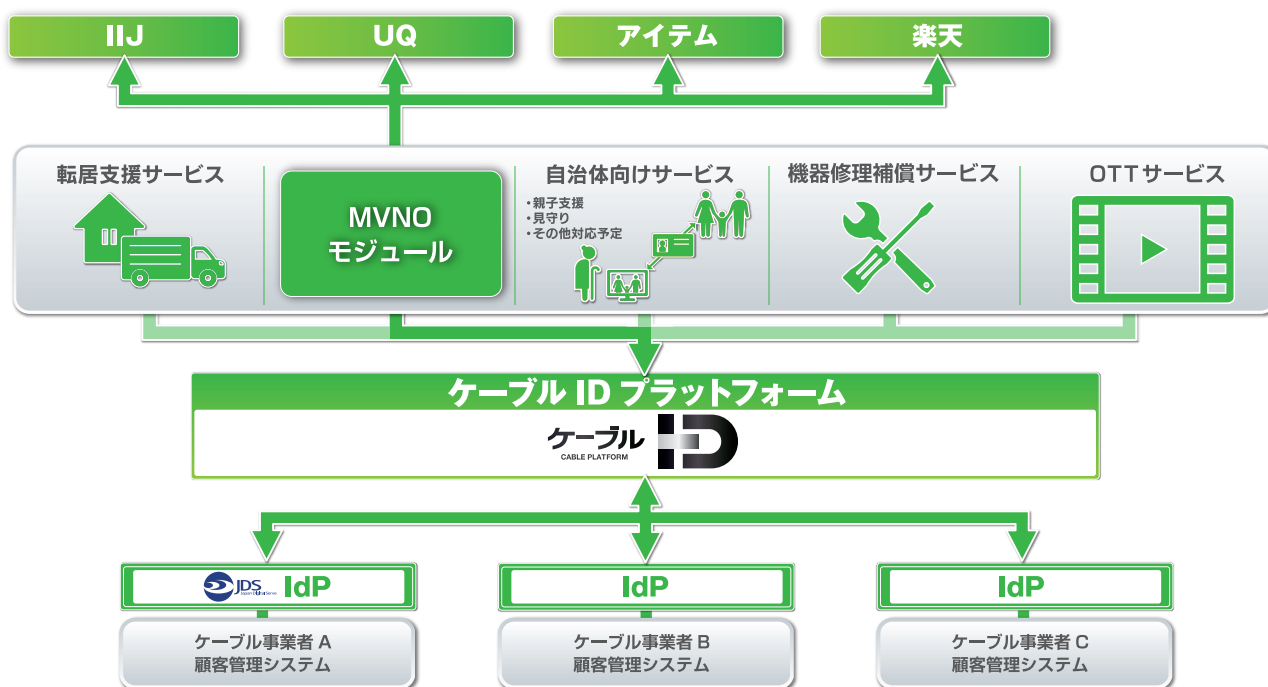 IIJ
UQ
アイテム
楽天
転居支援サービス
MVNO
モジュール
自治体向けサービス
・親子支援
・見守り
・その他対応予定
機器修理補償サービス
OTTサービス
ケーブル ID プラットフォーム
ケーブル ID
CABLE PLATFORM
JDS IdP
Japan Digital Serve
IdP
IdP
ケーブル事業者 A
顧客管理システム
ケーブル事業者 B
顧客管理システム
ケーブル事業者 C
顧客管理システム